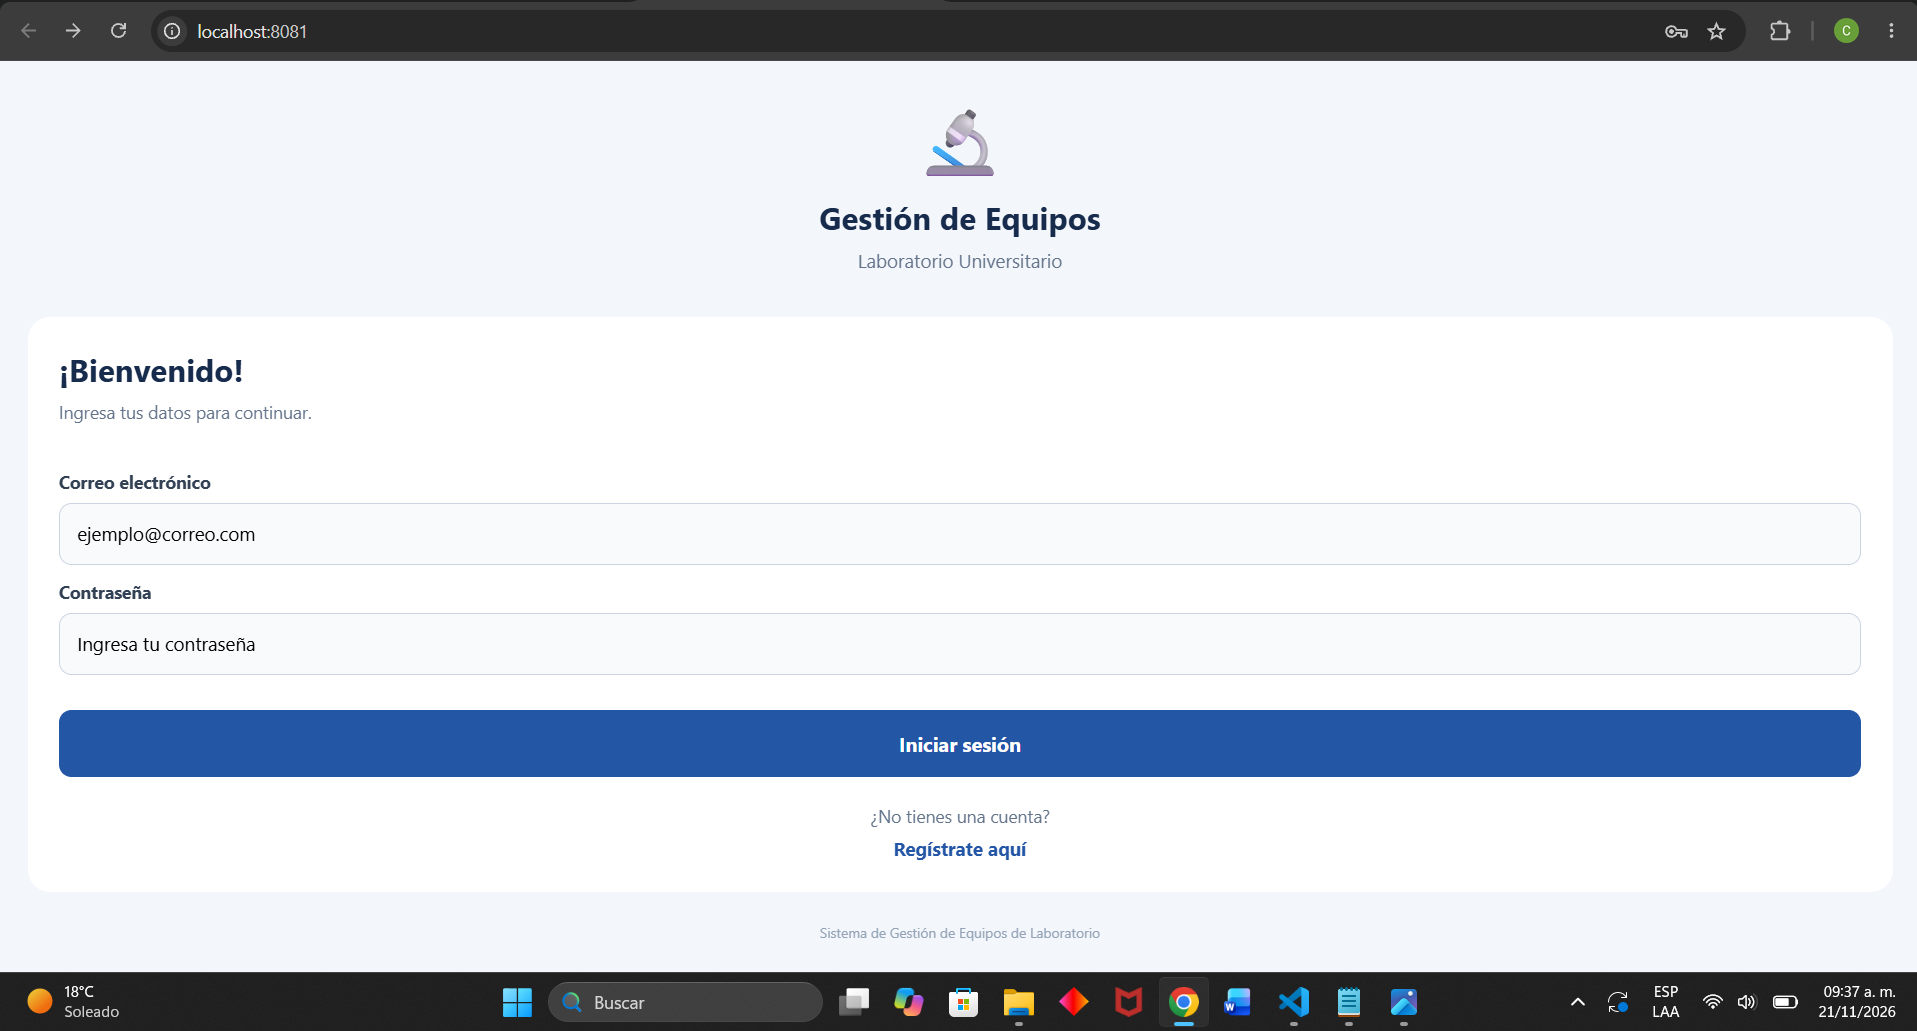 localhost:8081
C
Gestión de Equipos
Laboratorio Universitario
¡Bienvenido!
Ingresa tus datos para continuar.
Correo electrónico
ejemplo@correo.com
Contraseña
Ingresa tu contraseña
Iniciar sesión
¿No tienes una cuenta?
Regístrate aquí
Sistema de Gestión de Equipos de Laboratorio
18°C
Soleado
Buscar
W
ESP
LAA
09:37 a. m.
21/11/2026